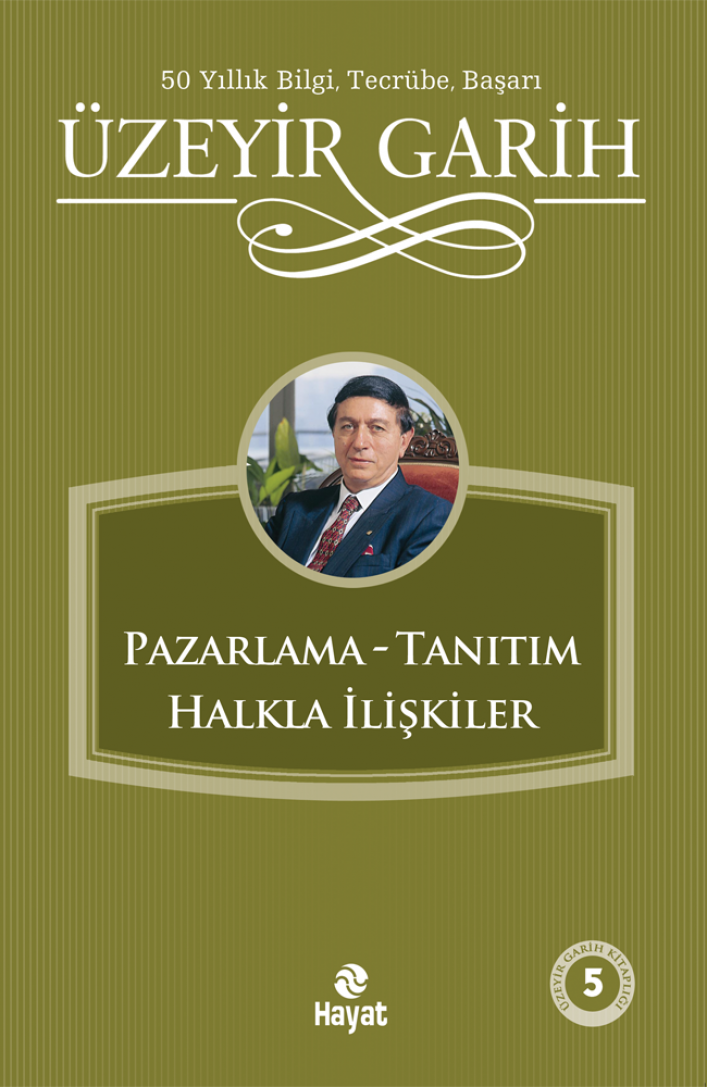 50 Yıllık Bilgi, Tecrübe, Başarı
ÜZEYİR GARİH
PAZARLAMA - TANITIM
HALKLA İLİŞKİLER
ÜZEYİR GARİH KİTAPLIĞI
5
Hayat